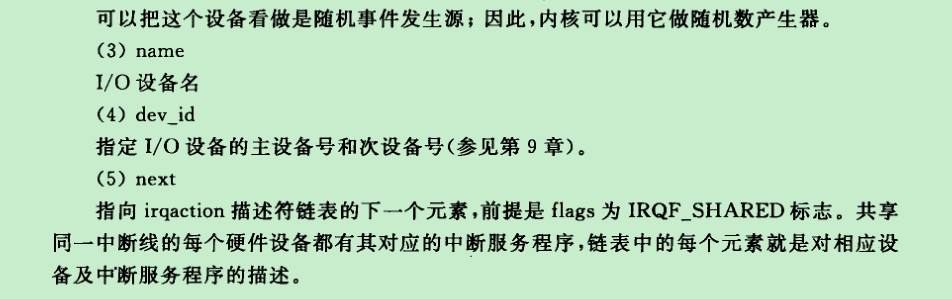 可以把这个设备看做是随机事件发生源；因此，内核可以用它做随机数产生器。
（3）name
I/O 设备名
（4）dev_id
指定 I/O 设备的主设备号和次设备号（参见第 9 章）。
（5）next
指向 irqaction 描述符链表的下一个元素，前提是 flags 为 IRQF_SHARED 标志。共享
同一中断线的每个硬件设备都有其对应的中断服务程序，链表中的每个元素就是对相应设
备及中断服务程序的描述。